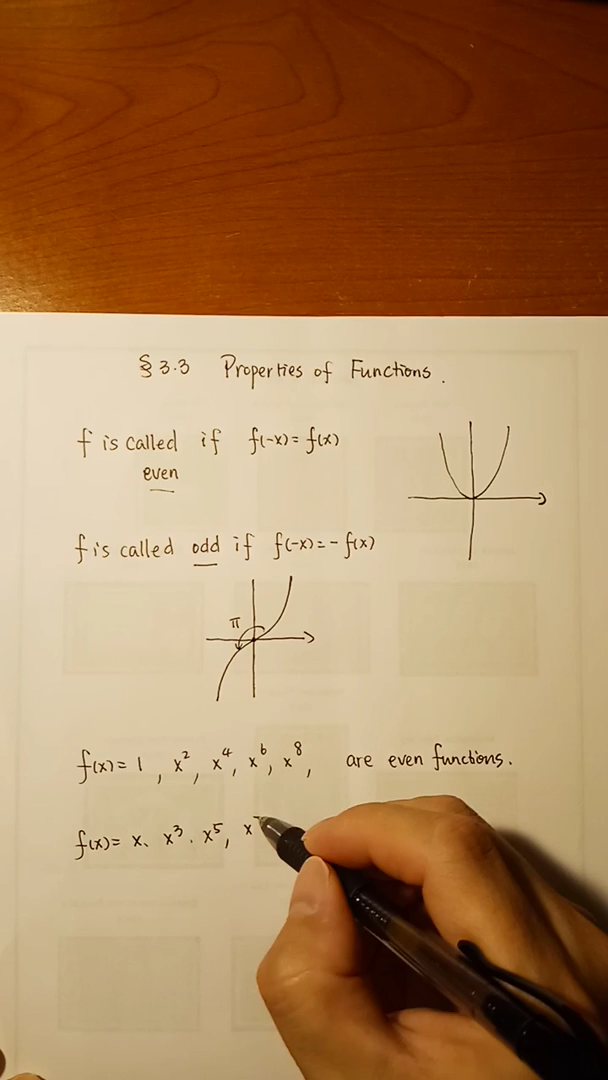 §3.3 Properties of Functions.
f is called if f(-x)=f(x)
even
f is called odd if f(-x)=-f(x)
π
f(x)=1, x², x⁴, x⁶, x⁸, are even functions.
f(x)= x, x³, x⁵, x